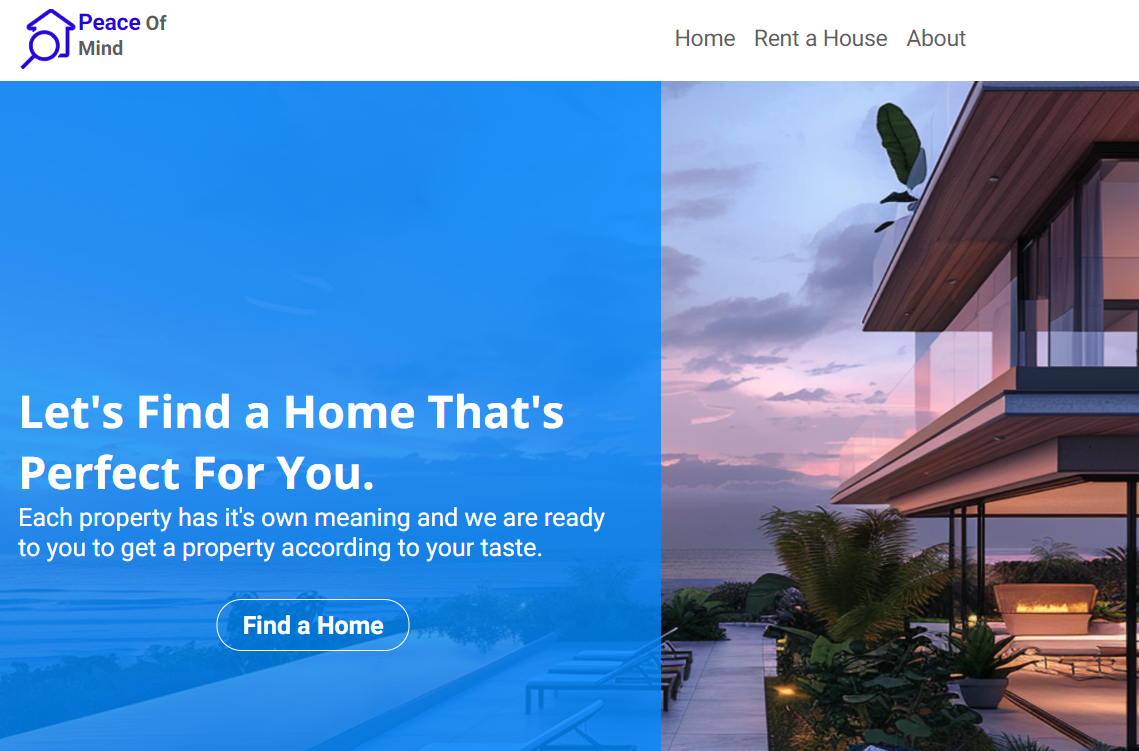 Peace Of
Mind
Home Rent a House About
Let's Find a Home That's
Perfect For You.
Each property has it's own meaning and we are ready
to you to get a property according to your taste.
Find a Home